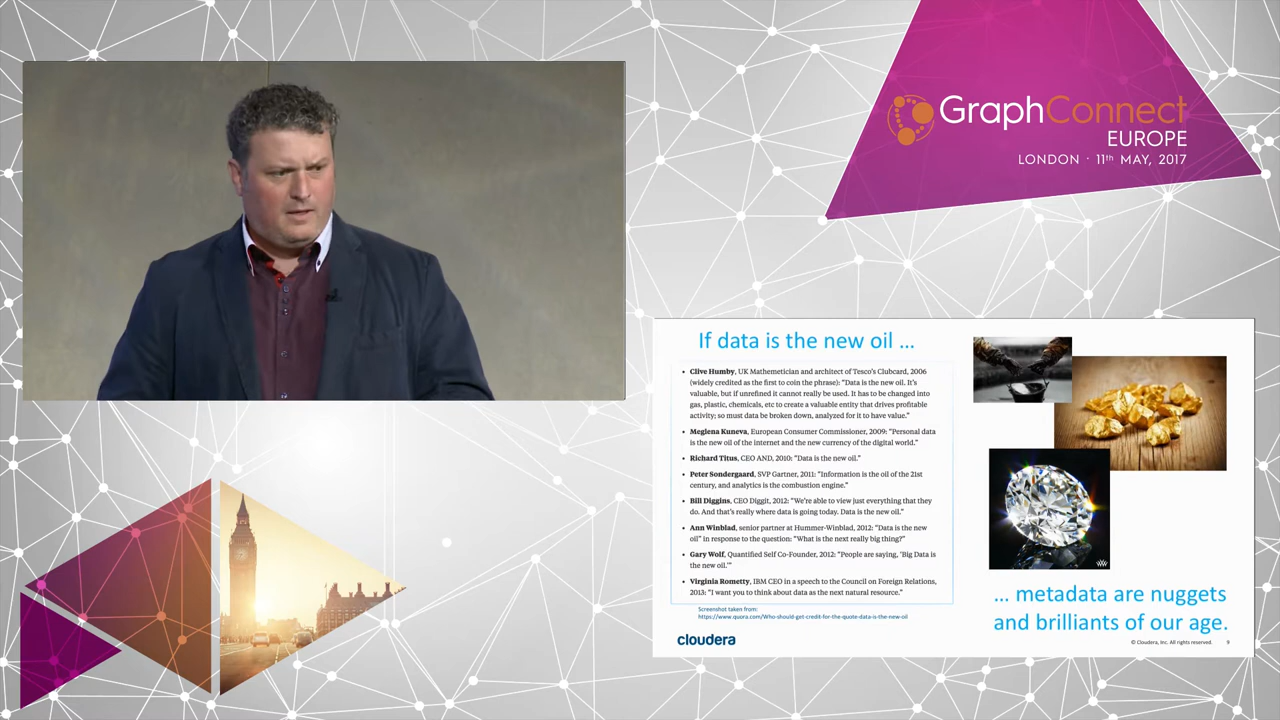 GraphConnect
EUROPE
LONDON · 11th MAY, 2017
If data is the new oil ...
• Clive Humby, UK Mathemetician and architect of Tesco's Clubcard, 2006
(widely credited as the first to coin the phrase): "Data is the new oil. It's
valuable, but if unrefined it cannot really be used. It has to be changed into
gas, plastic, chemicals, etc to create a valuable entity that drives profitable
activity; so must data be broken down, analyzed for it to have value."
• Meglena Kuneva, European Consumer Commissioner, 2009: "Personal data
is the new oil of the internet and the new currency of the digital world."
• Richard Titus, CEO AND, 2010: "Data is the new oil."
• Peter Sondergaard, SVP Gartner, 2011: "Information is the oil of the 21st
century, and analytics is the combustion engine."
• Bill Diggins, CEO Diggit, 2012: "We're able to view just everything that they
do. And that's really where data is going today. Data is the new oil."
• Ann Winblad, senior partner at Hummer-Winblad, 2012: "Data is the new
oil" in response to the question: "What is the next really big thing?"
• Gary Wolf, Quantified Self Co-Founder, 2012: "People are saying, 'Big Data is
the new oil.'"
• Virginia Rometty, IBM CEO in a speech to the Council on Foreign Relations,
2013: "I want you to think about data as the next natural resource."
Screenshot taken from:
https://www.quora.com/Who-should-get-credit-for-the-quote-data-is-the-new-oil
... metadata are nuggets
and brilliants of our age.
cloudera
© Cloudera, Inc. All rights reserved. 9